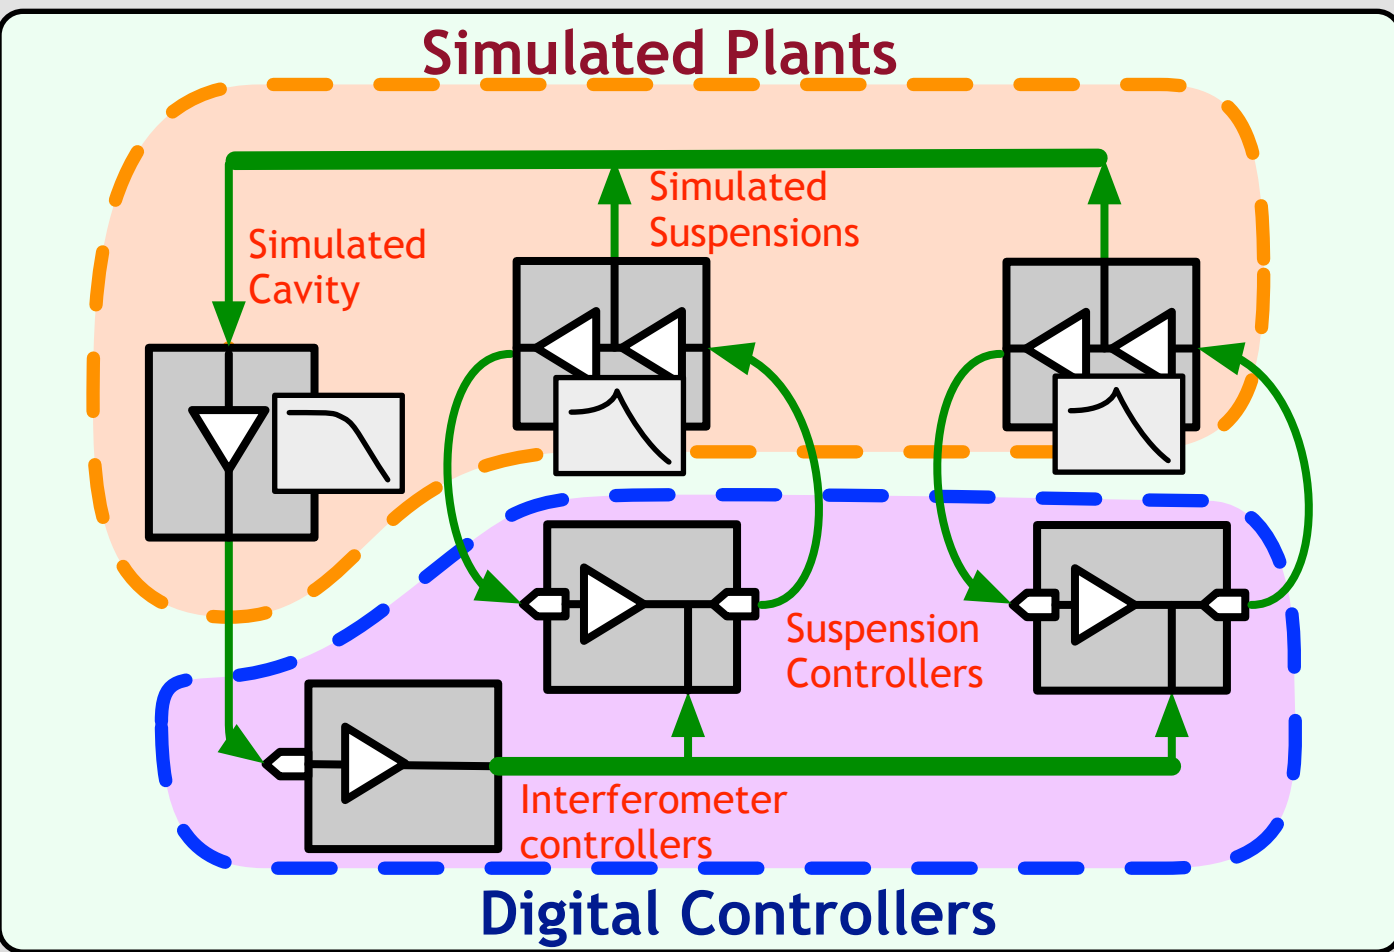 Simulated Plants
Simulated
Suspensions
Simulated
Cavity
Suspension
Controllers
Interferometer
controllers
Digital Controllers